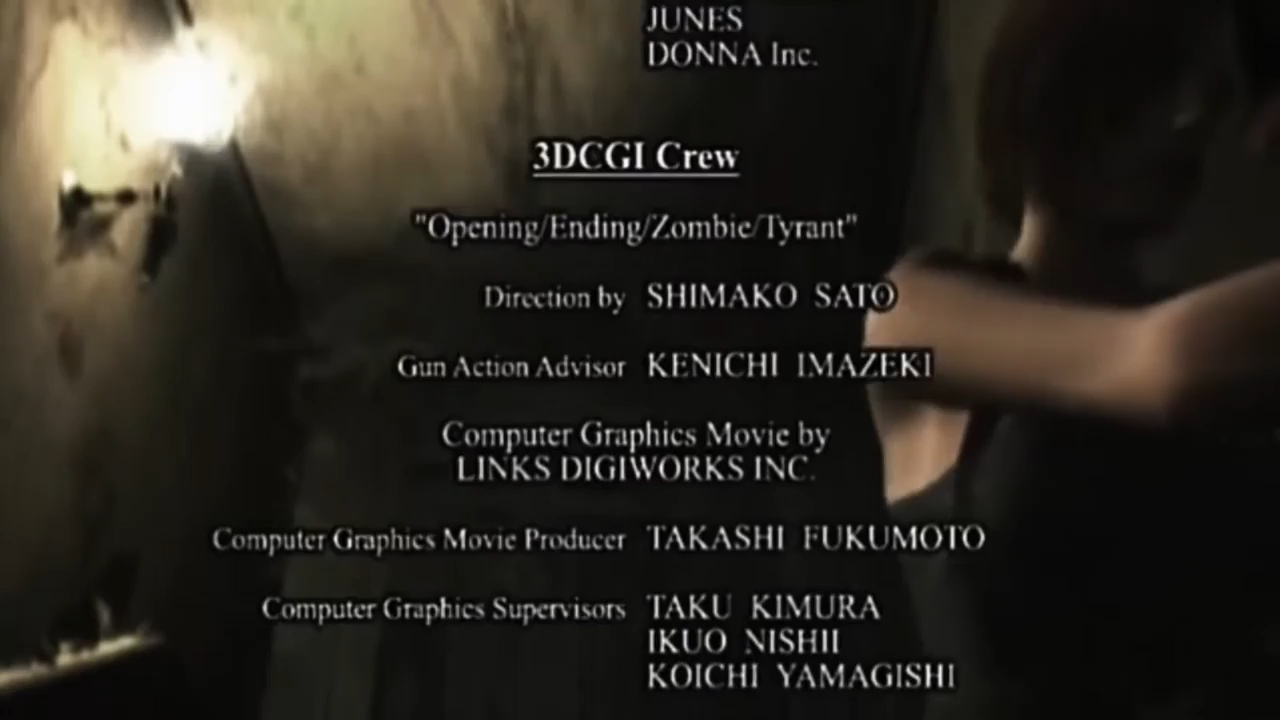 JUNES
DONNA Inc.
3DCGI Crew
"Opening/Ending/Zombie/Tyrant"
Direction by SHIMAKO SATO
Gun Action Advisor KENICHI IMAZEKI
Computer Graphics Movie by
LINKS DIGIWORKS INC.
Computer Graphics Movie Producer TAKASHI FUKUMOTO
Computer Graphics Supervisors TAKU KIMURA
IKUO NISHII
KOICHI YAMAGISHI